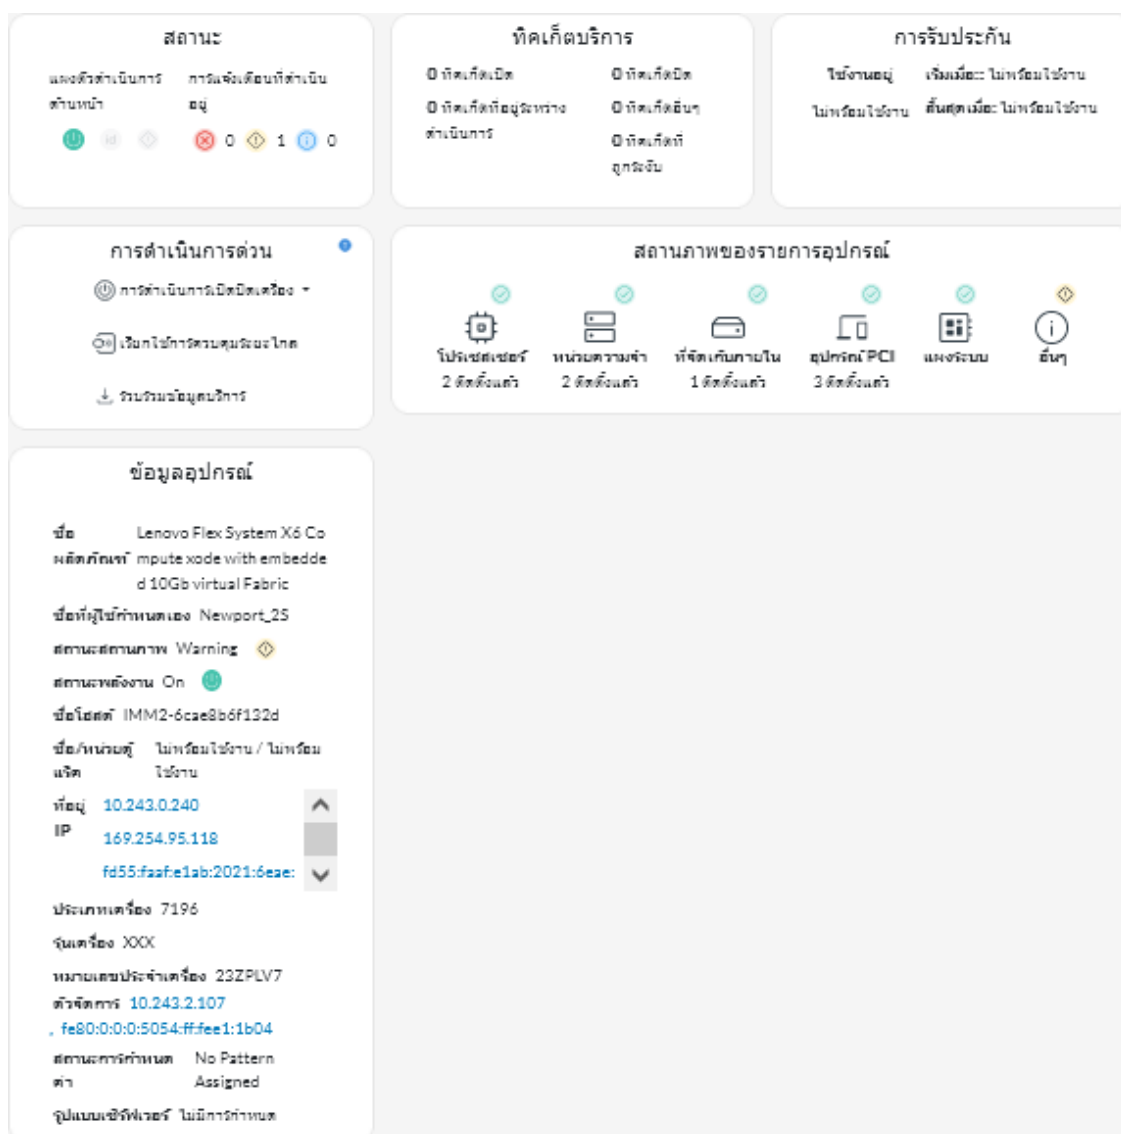 สถานะ
แผงตัวดำเนินการ
ด้านหน้า
การแจ้งเตือนที่ดำเนิน
อยู่
0 1 0
ทิคเก็ตบริการ
0 ทิคเก็ตเปิด
0 ทิคเก็ตที่อยู่ระหว่าง
ดำเนินการ
0 ทิคเก็ตปิด
0 ทิคเก็ตอื่นๆ
0 ทิคเก็ตที่
ถูกระงับ
การรับประกัน
ใช้งานอยู่
ไม่พร้อมใช้งาน
เริ่มเมื่อ:: ไม่พร้อมใช้งาน
สิ้นสุดเมื่อ: ไม่พร้อมใช้งาน
การดำเนินการด่วน
การดำเนินการเปิดปิดเครื่อง
เรียกใช้การควบคุมระยะไกล
รวบรวมข้อมูลบริการ
สถานภาพของรายการอุปกรณ์
โปรเซสเซอร์
2 ติดตั้งแล้ว
หน่วยความจำ
2 ติดตั้งแล้ว
ที่จัดเก็บภายใน
1 ติดตั้งแล้ว
อุปกรณ์ PCI
3 ติดตั้งแล้ว
แผงระบบ
อื่นๆ
ข้อมูลอุปกรณ์
ชื่อ Lenovo Flex System X6 Co
ผลิตภัณฑ์ mpute xode with embedde
d 10Gb virtual Fabric
ชื่อที่ผู้ใช้กำหนดเอง Newport_2S
สถานะสถานภาพ Warning
สถานะพลังงาน On
ชื่อโฮสต์ IMM2-6cae8b6f132d
ชื่อ/หน่วยตู้ ไม่พร้อมใช้งาน / ไม่พร้อม
แร็ค ใช้งาน
ที่อยู่ 10.243.0.240
IP 169.254.95.118
fd55:faaf:e1ab:2021:6eae:
ประเภทเครื่อง 7196
รุ่นเครื่อง XXX
หมายเลขประจำเครื่อง 23ZPLV7
ตัวจัดการ 10.243.2.107
, fe80:0:0:0:5054:ff:fee1:1b04
สถานะการกำหนด No Pattern
ค่า Assigned
รูปแบบเซิร์ฟเวอร์ ไม่มีการกำหนด